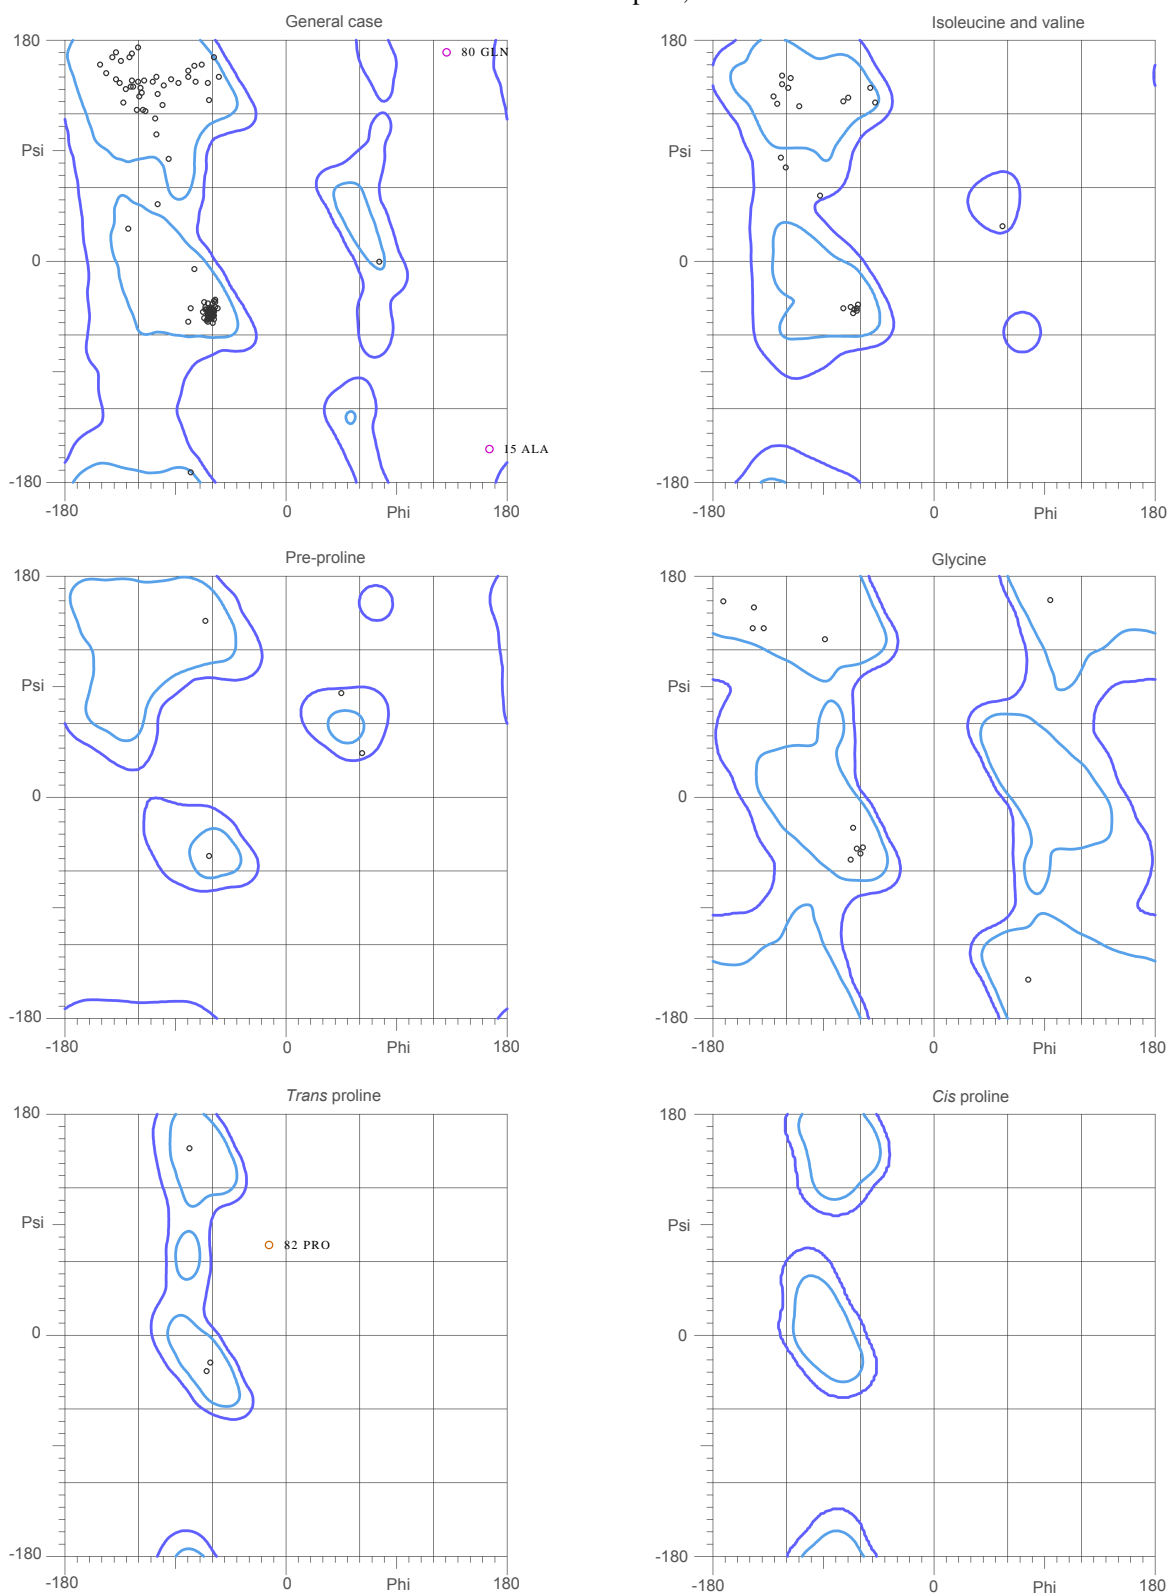 General case
180
Psi
0
-180
-180
0
Phi
180
80 GLN
15 ALA
Isoleucine and valine
180
Psi
0
-180
-180
0
Phi
180
Pre-proline
180
Psi
0
-180
-180
0
Phi
180
Glycine
180
Psi
0
-180
-180
0
Phi
180
Trans proline
180
Psi
0
-180
-180
0
Phi
180
82 PRO
Cis proline
180
Psi
0
-180
-180
0
Phi
180